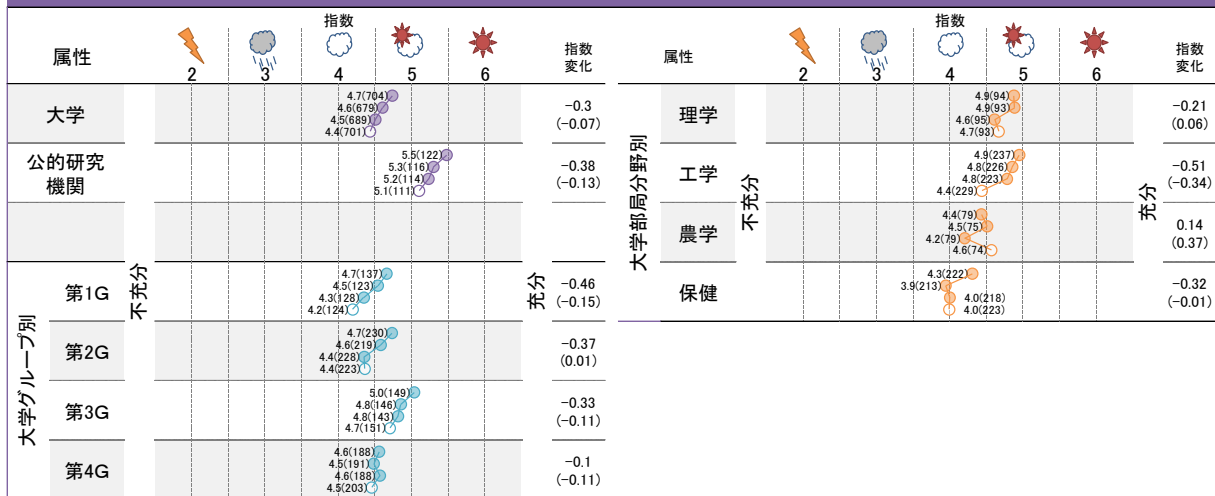 属性
指数
2 3 4 5 6
指数
変化
不充分
充分
大学
4.7(704)
4.6(679)
4.5(689)
4.4(701)
-0.3
(-0.07)
公的研究
機関
5.5(122)
5.3(116)
5.2(114)
5.1(111)
-0.38
(-0.13)
大学グループ別
第1G
4.7(137)
4.5(123)
4.3(128)
4.2(124)
-0.46
(-0.15)
第2G
4.7(230)
4.6(219)
4.4(228)
4.4(223)
-0.37
(0.01)
第3G
5.0(149)
4.8(146)
4.8(143)
4.7(151)
-0.33
(-0.11)
第4G
4.6(188)
4.5(191)
4.6(188)
4.5(203)
-0.1
(-0.11)
属性
指数
2 3 4 5 6
指数
変化
大学部局分野別
不充分
充分
理学
4.9(94)
4.9(93)
4.6(95)
4.7(93)
-0.21
(0.06)
工学
4.9(237)
4.8(226)
4.8(223)
4.4(229)
-0.51
(-0.34)
農学
4.4(79)
4.5(75)
4.2(79)
4.6(74)
0.14
(0.37)
保健
4.3(222)
3.9(213)
4.0(218)
4.0(223)
-0.32
(-0.01)